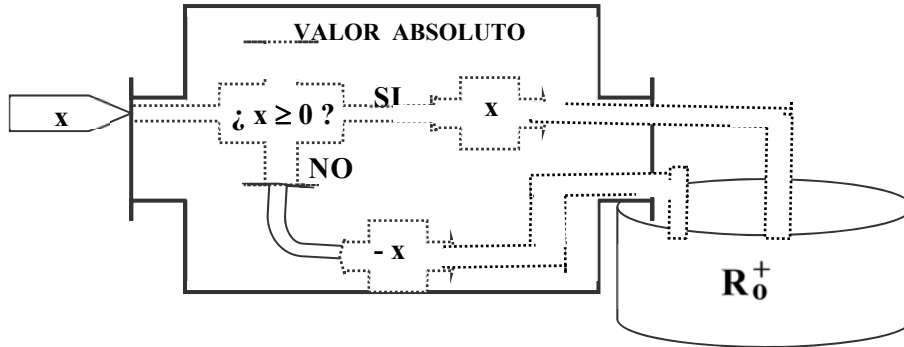 VALOR ABSOLUTO
x
¿ x ≥ 0 ?
SI
x
NO
- x
R₀⁺